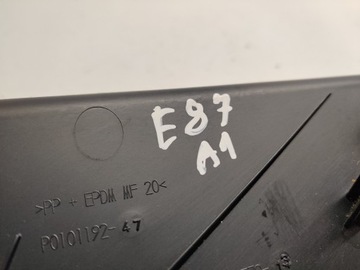 E87
A1
>PP + EPDM MF 20<
P0101192-47